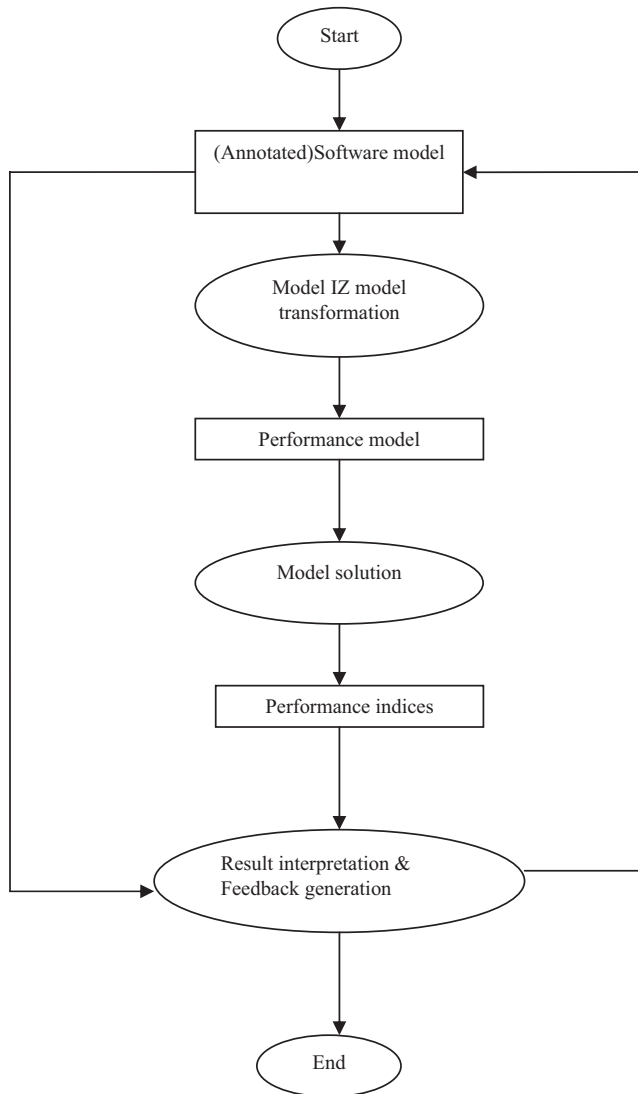 Start
(Annotated)Software model
Model IZ model
transformation
Performance model
Model solution
Performance indices
Result interpretation &
Feedback generation
End